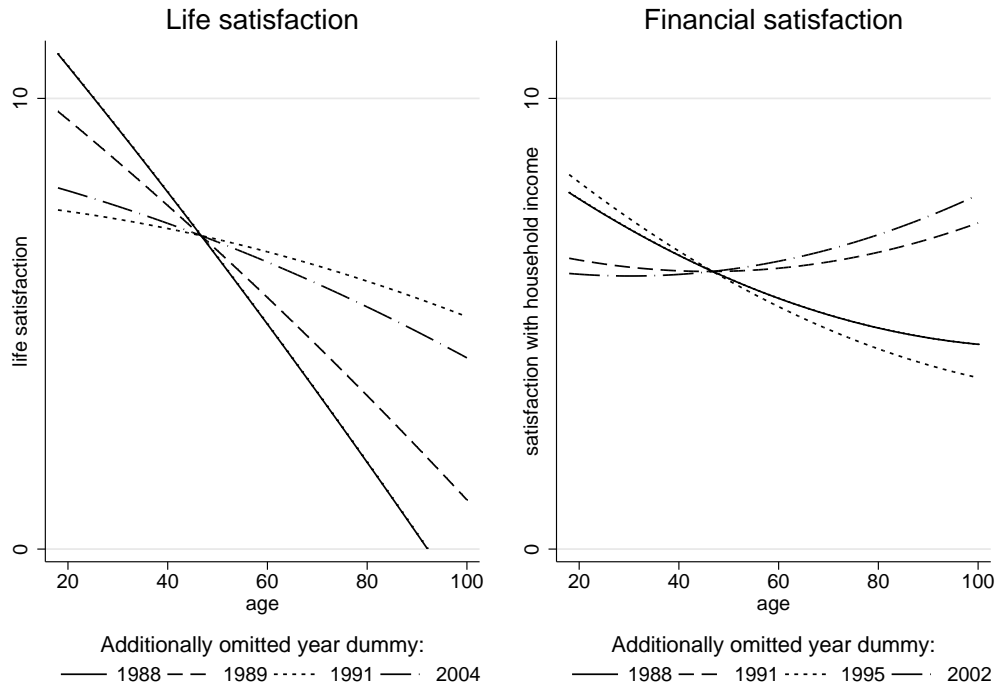 Life satisfaction
10
life satisfaction
0
20 40 60 80 100
age
Additionally omitted year dummy:
1988 1989 1991 2004
Financial satisfaction
10
satisfaction with household income
0
20 40 60 80 100
age
Additionally omitted year dummy:
1988 1991 1995 2002